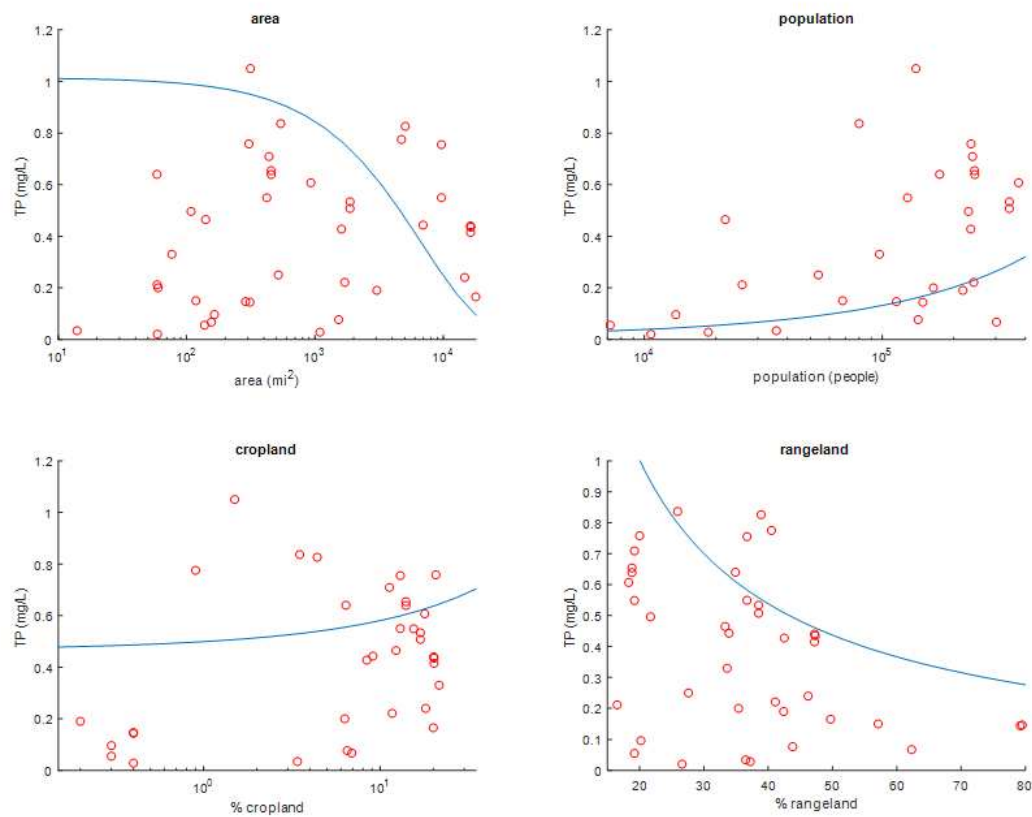 area
TP (mg/L)
1.2
1
0.8
0.6
0.4
0.2
0
10¹ 10² 10³ 10⁴
area (mi²)
population
TP (mg/L)
1.2
1
0.8
0.6
0.4
0.2
0
10⁴ 10⁵
population (people)
cropland
TP (mg/L)
1.2
1
0.8
0.6
0.4
0.2
0
10⁰ 10¹
% cropland
rangeland
TP (mg/L)
1
0.9
0.8
0.7
0.6
0.5
0.4
0.3
0.2
0.1
0
20 30 40 50 60 70 80
% rangeland